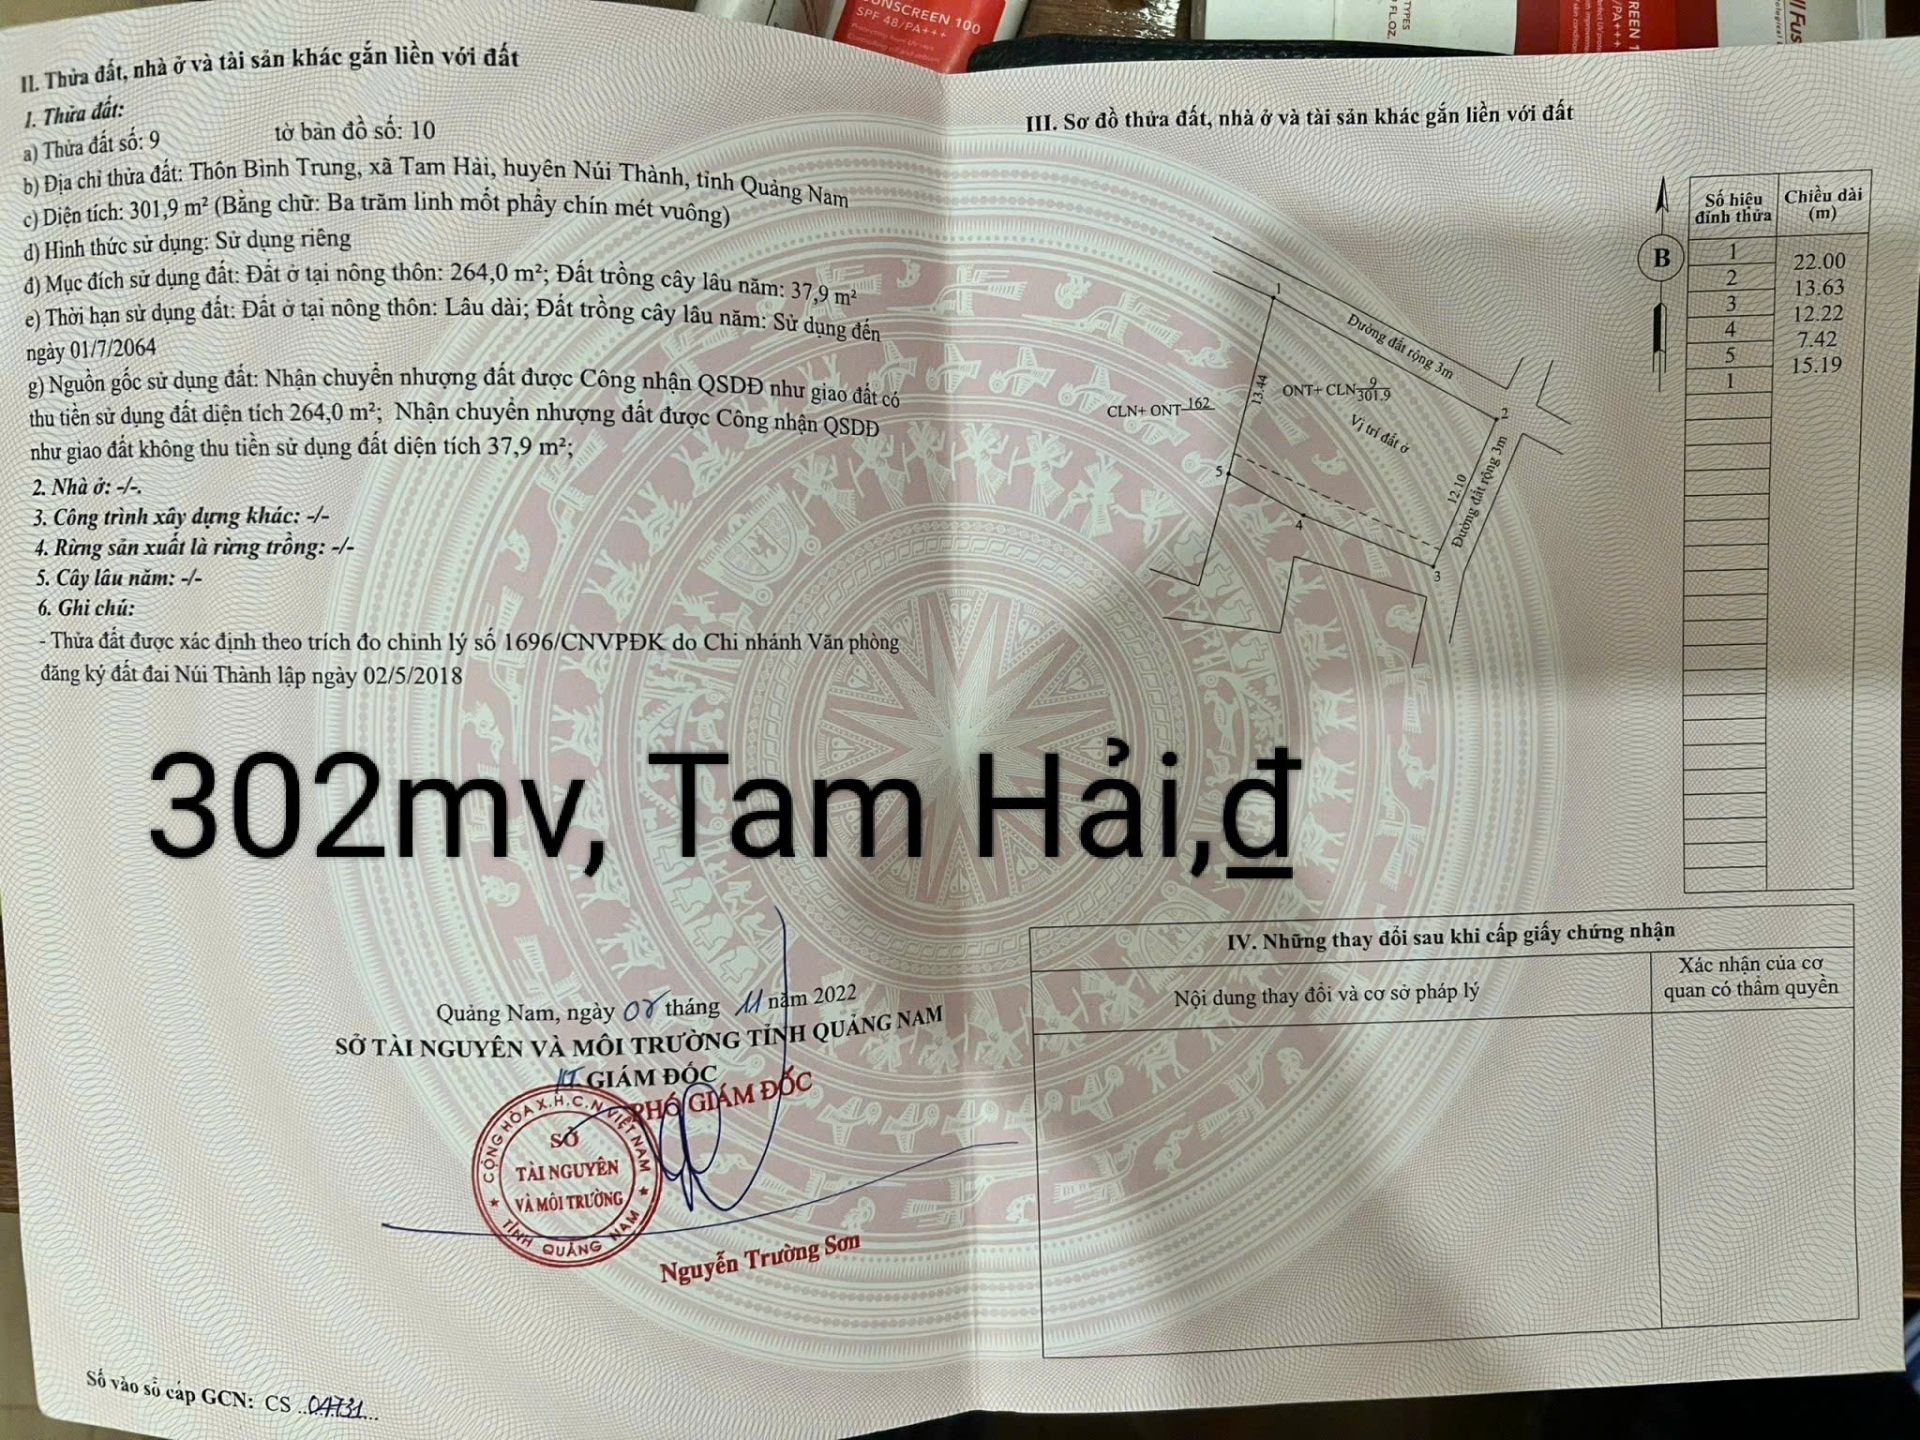 SUNSCREEN 100
SPF 48/PA+++
II. Thửa đất, nhà ở và tài sản khác gắn liền với đất
1. Thửa đất:
a) Thửa đất số: 9 tờ bản đồ số: 10
b) Địa chỉ thửa đất: Thôn Bình Trung, xã Tam Hải, huyện Núi Thành, tỉnh Quảng Nam
c) Diện tích: 301,9 m² (Bằng chữ: Ba trăm linh mốt phẩy chín mét vuông)
d) Hình thức sử dụng: Sử dụng riêng
đ) Mục đích sử dụng đất: Đất ở tại nông thôn: 264,0 m²; Đất trồng cây lâu năm: 37,9 m²
e) Thời hạn sử dụng đất: Đất ở tại nông thôn: Lâu dài; Đất trồng cây lâu năm: Sử dụng đến
ngày 01/7/2064
g) Nguồn gốc sử dụng đất: Nhận chuyển nhượng đất được Công nhận QSDĐ như giao đất có
thu tiền sử dụng đất diện tích 264,0 m²; Nhận chuyển nhượng đất được Công nhận QSDĐ
như giao đất không thu tiền sử dụng đất diện tích 37,9 m²;
2. Nhà ở: -/-.
3. Công trình xây dựng khác: -/-
4. Rừng sản xuất là rừng trồng: -/-
5. Cây lâu năm: -/-
6. Ghi chú:
- Thửa đất được xác định theo trích đo chỉnh lý số 1696/CNVPĐK do Chi nhánh Văn phòng
đăng ký đất đai Núi Thành lập ngày 02/5/2018
302mv, Tam Hải,đ
Quảng Nam, ngày 08 tháng 11 năm 2022
SỞ TÀI NGUYÊN VÀ MÔI TRƯỜNG TỈNH QUẢNG NAM
KT. GIÁM ĐỐC
PHÓ GIÁM ĐỐC
CỘNG HÒA X.H.C.N VIỆT NAM
SỞ
TÀI NGUYÊN
VÀ MÔI TRƯỜNG
TỈNH QUẢNG NAM
Nguyễn Trường Sơn
Số vào sổ cấp GCN: CS 04731
III. Sơ đồ thửa đất, nhà ở và tài sản khác gắn liền với đất
B
1
Đường đất rộng 3m
13.44
ONT+ CLN 9
301.9
CLN+ ONT 162
Vị trí đất ở
2
12.10
Đường đất rộng 3m
5
4
3
Số hiệu đỉnh thửa
Chiều dài (m)
1
22.00
2
13.63
3
12.22
4
7.42
5
15.19
1
IV. Những thay đổi sau khi cấp giấy chứng nhận
Nội dung thay đổi và cơ sở pháp lý
Xác nhận của cơ
quan có thẩm quyền